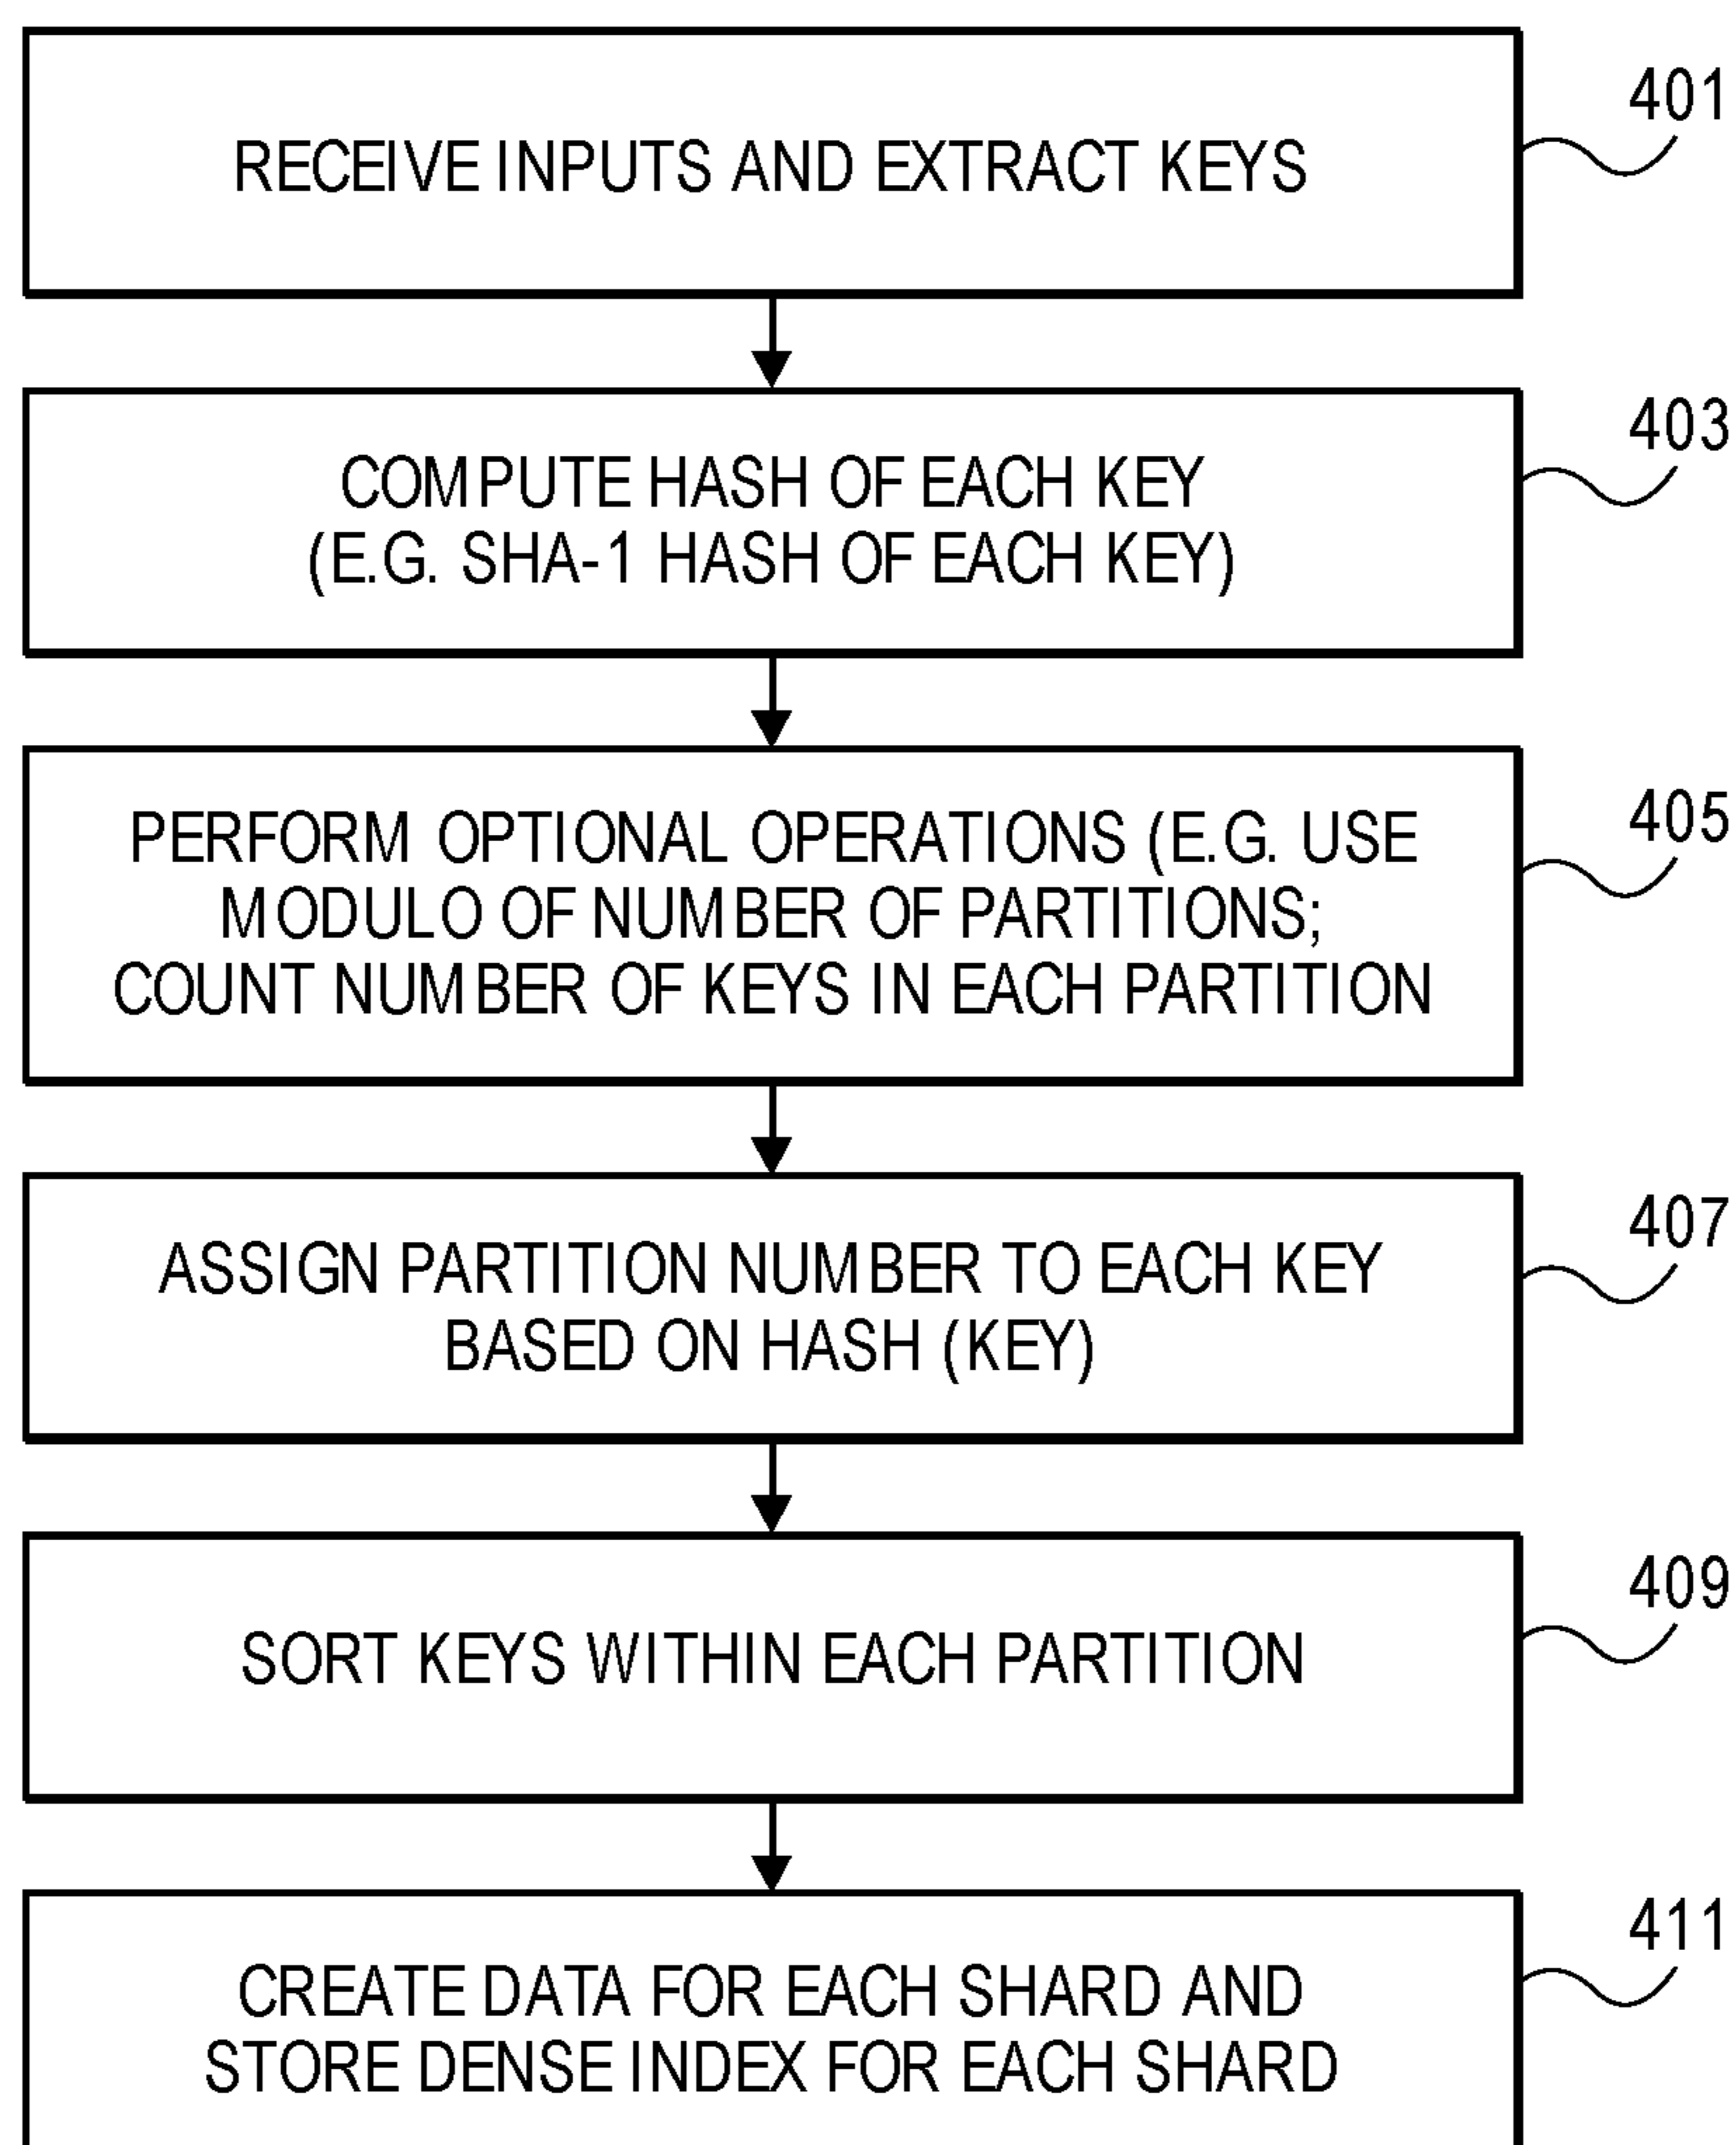 401
RECEIVE INPUTS AND EXTRACT KEYS
403
COMPUTE HASH OF EACH KEY
(E.G. SHA-1 HASH OF EACH KEY)
405
PERFORM OPTIONAL OPERATIONS (E.G. USE
MODULO OF NUMBER OF PARTITIONS;
COUNT NUMBER OF KEYS IN EACH PARTITION
407
ASSIGN PARTITION NUMBER TO EACH KEY
BASED ON HASH (KEY)
409
SORT KEYS WITHIN EACH PARTITION
411
CREATE DATA FOR EACH SHARD AND
STORE DENSE INDEX FOR EACH SHARD